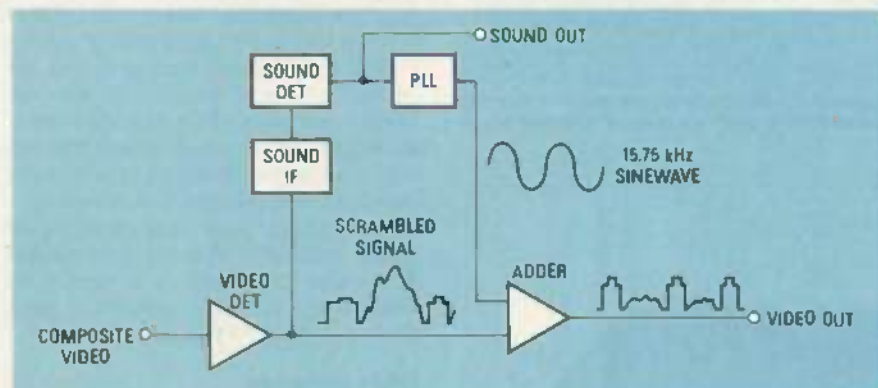 SOUND OUT
SOUND
DET
PLL
SOUND
IF
15.75 kHz
SINEWAVE
SCRAMBLED
SIGNAL
VIDEO
DET
ADDER
COMPOSITE
VIDEO
VIDEO OUT